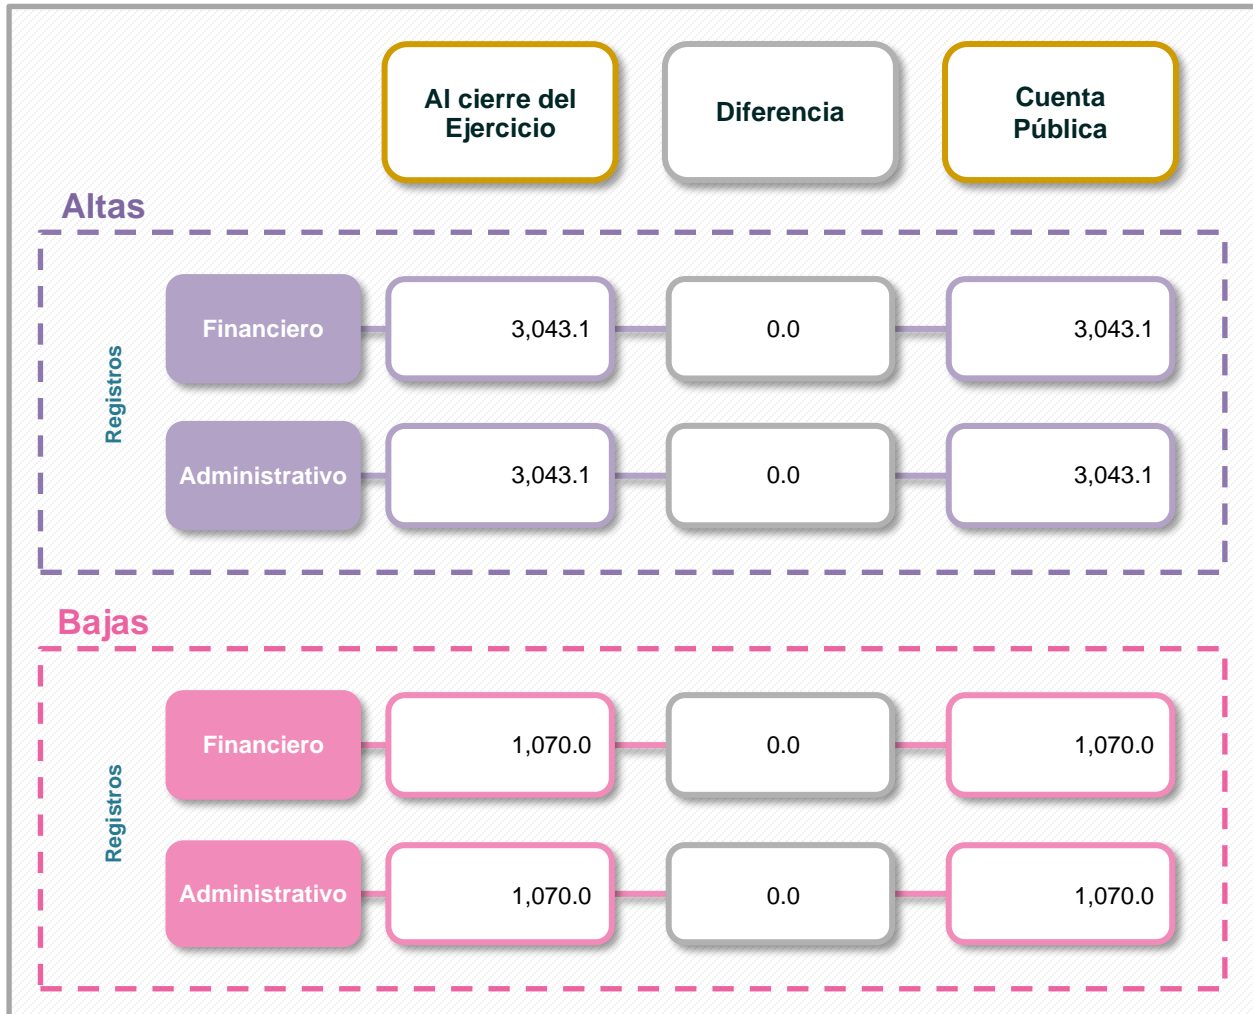 Al cierre del
Ejercicio
Diferencia
Cuenta
Pública
Altas
Registros
Financiero
3,043.1
0.0
3,043.1
Administrativo
3,043.1
0.0
3,043.1
Bajas
Registros
Financiero
1,070.0
0.0
1,070.0
Administrativo
1,070.0
0.0
1,070.0